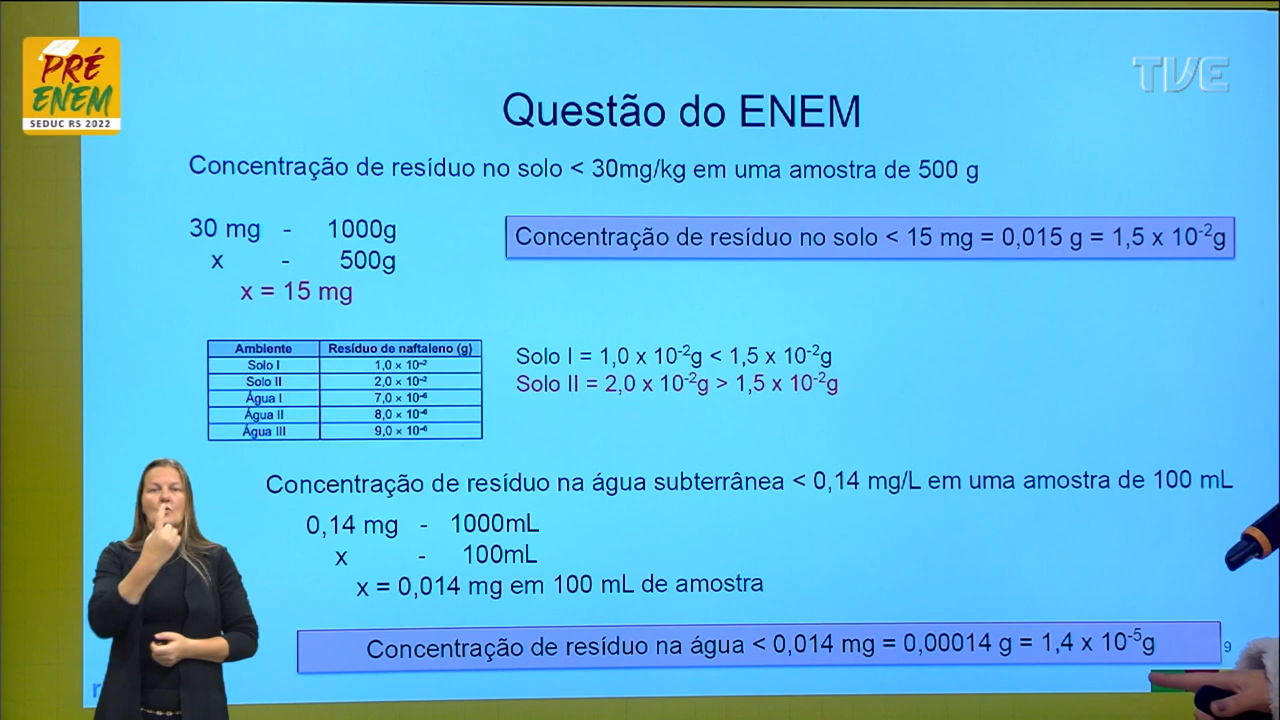 PRÉ
ENEM
SEDUC RS 2022
TVE
Questão do ENEM
Concentração de resíduo no solo < 30mg/kg em uma amostra de 500 g
30 mg - 1000g
x - 500g
x = 15 mg
Concentração de resíduo no solo < 15 mg = 0,015 g = 1,5 x 10⁻²g
Ambiente Resíduo de naftaleno (g)
Solo I 1,0 × 10⁻²
Solo II 2,0 × 10⁻²
Água I 7,0 × 10⁻⁶
Água II 8,0 × 10⁻⁶
Água III 9,0 × 10⁻⁶
Solo I = 1,0 x 10⁻²g < 1,5 x 10⁻²g
Solo II = 2,0 x 10⁻²g > 1,5 x 10⁻²g
Concentração de resíduo na água subterrânea < 0,14 mg/L em uma amostra de 100 mL
0,14 mg - 1000mL
x - 100mL
x = 0,014 mg em 100 mL de amostra
Concentração de resíduo na água < 0,014 mg = 0,00014 g = 1,4 x 10⁻⁵g
9